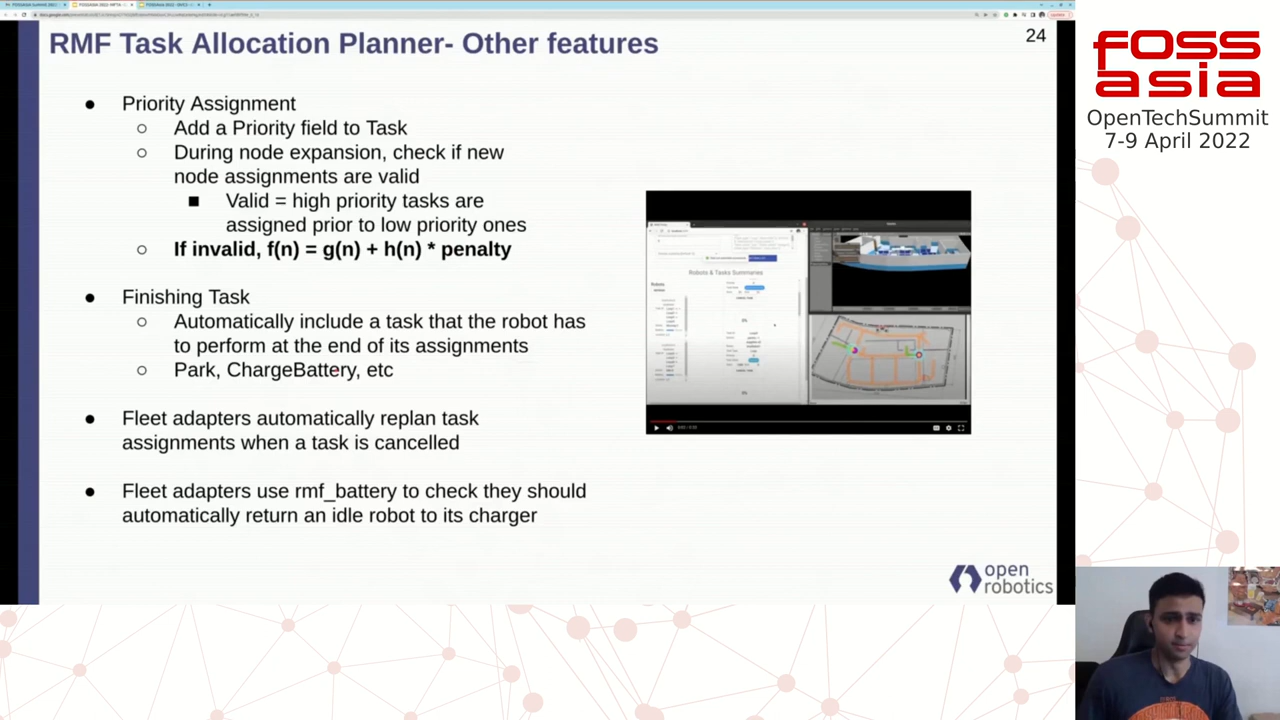 RMF Task Allocation Planner- Other features
24
● Priority Assignment
○ Add a Priority field to Task
○ During node expansion, check if new
node assignments are valid
■ Valid = high priority tasks are
assigned prior to low priority ones
○ If invalid, f(n) = g(n) + h(n) * penalty
● Finishing Task
○ Automatically include a task that the robot has
to perform at the end of its assignments
○ Park, ChargeBattery, etc
● Fleet adapters automatically replan task
assignments when a task is cancelled
● Fleet adapters use rmf_battery to check they should
automatically return an idle robot to its charger
Robots & Tasks Summaries
Robots
open
robotics
FOSS
asia
OpenTechSummit
7-9 April 2022